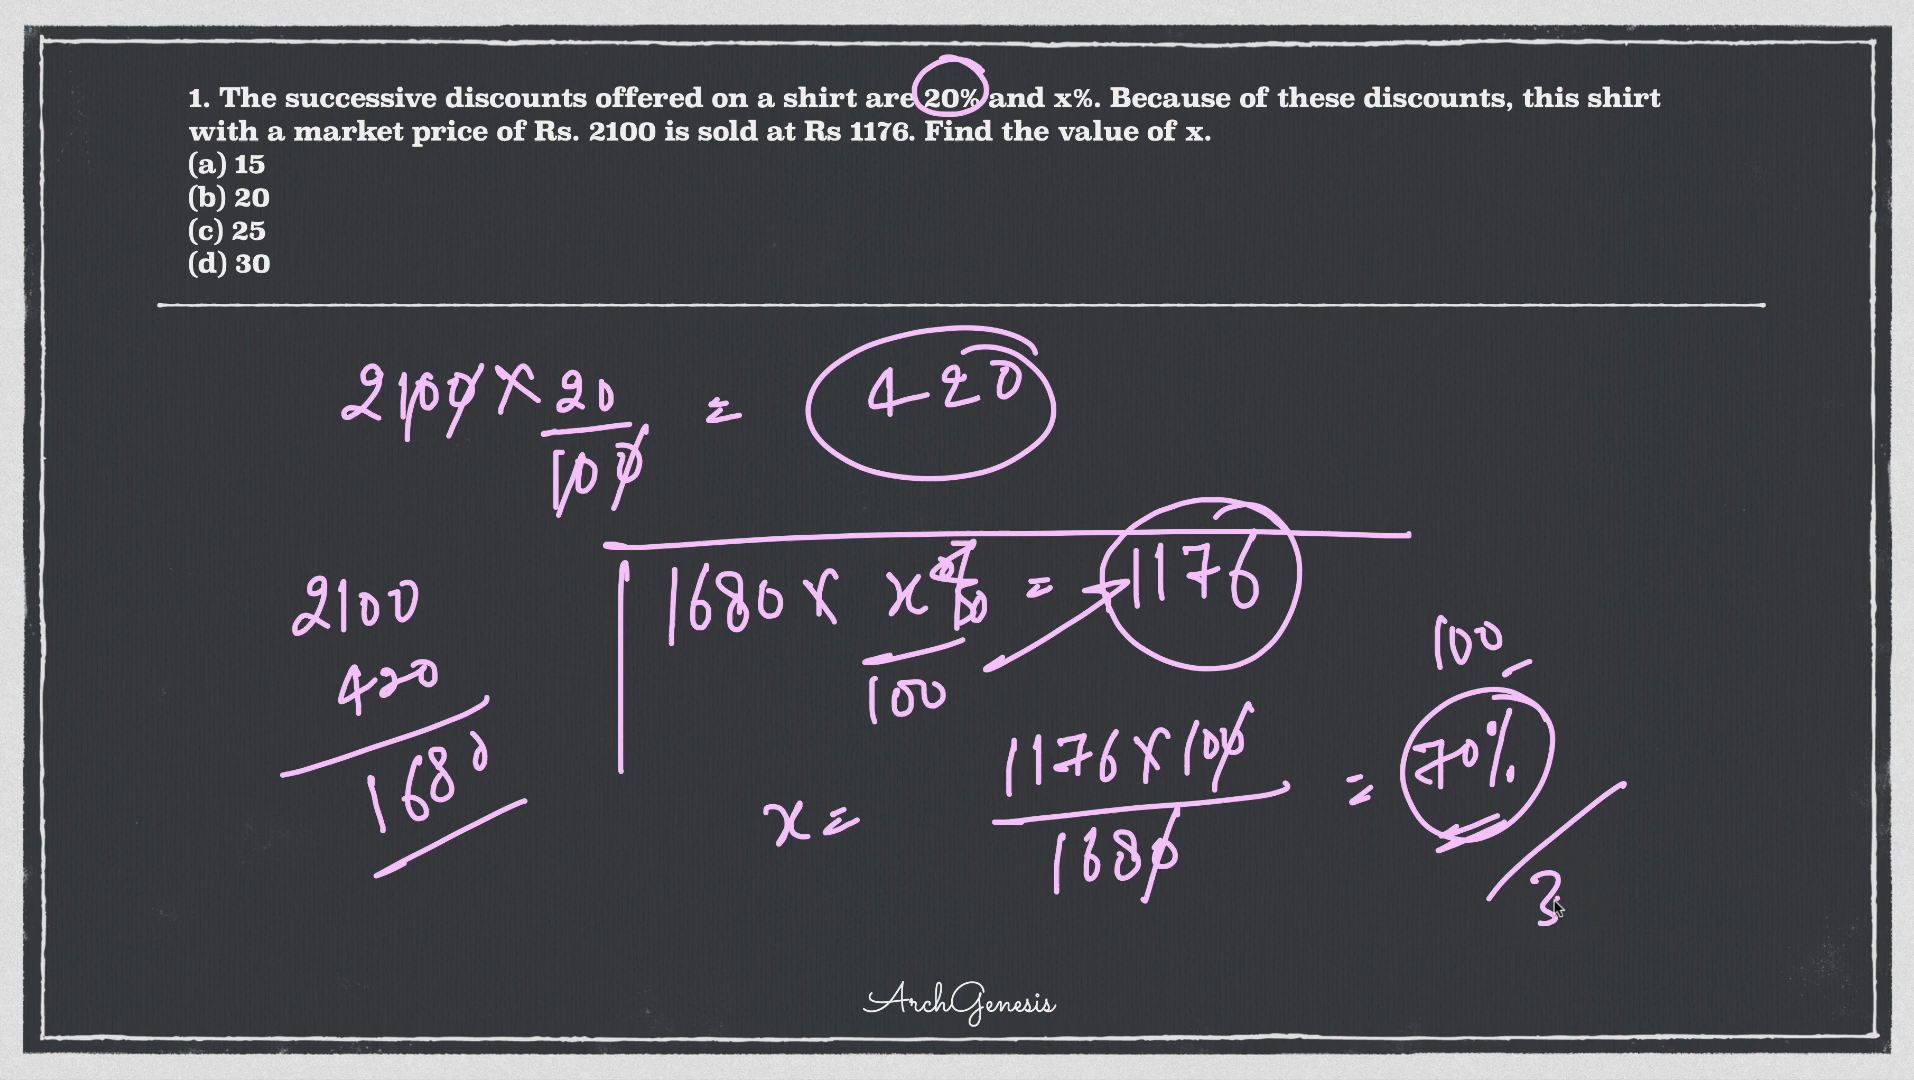 1. The successive discounts offered on a shirt are 20% and x%. Because of these discounts, this shirt
with a market price of Rs. 2100 is sold at Rs 1176. Find the value of x.
(a) 15
(b) 20
(c) 25
(d) 30
2100 x 20 = 420
100
1680 x x = 1176
100
2100
420
1680
100
1176 x 100
x = = 70%
1680
3
ArchGenesis